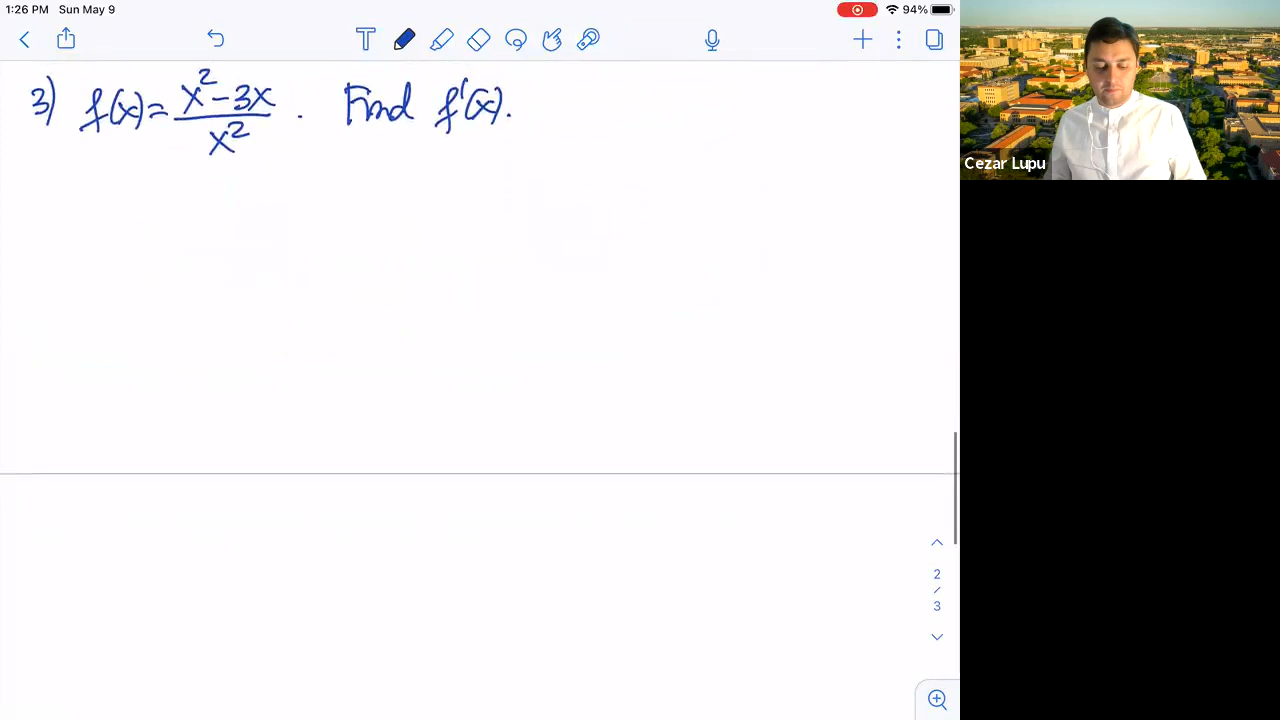 1:26 PM Sun May 9
94%
3) f(x)= x²-3x / x² . Find f'(x).
Cezar Lupu
2
/
3